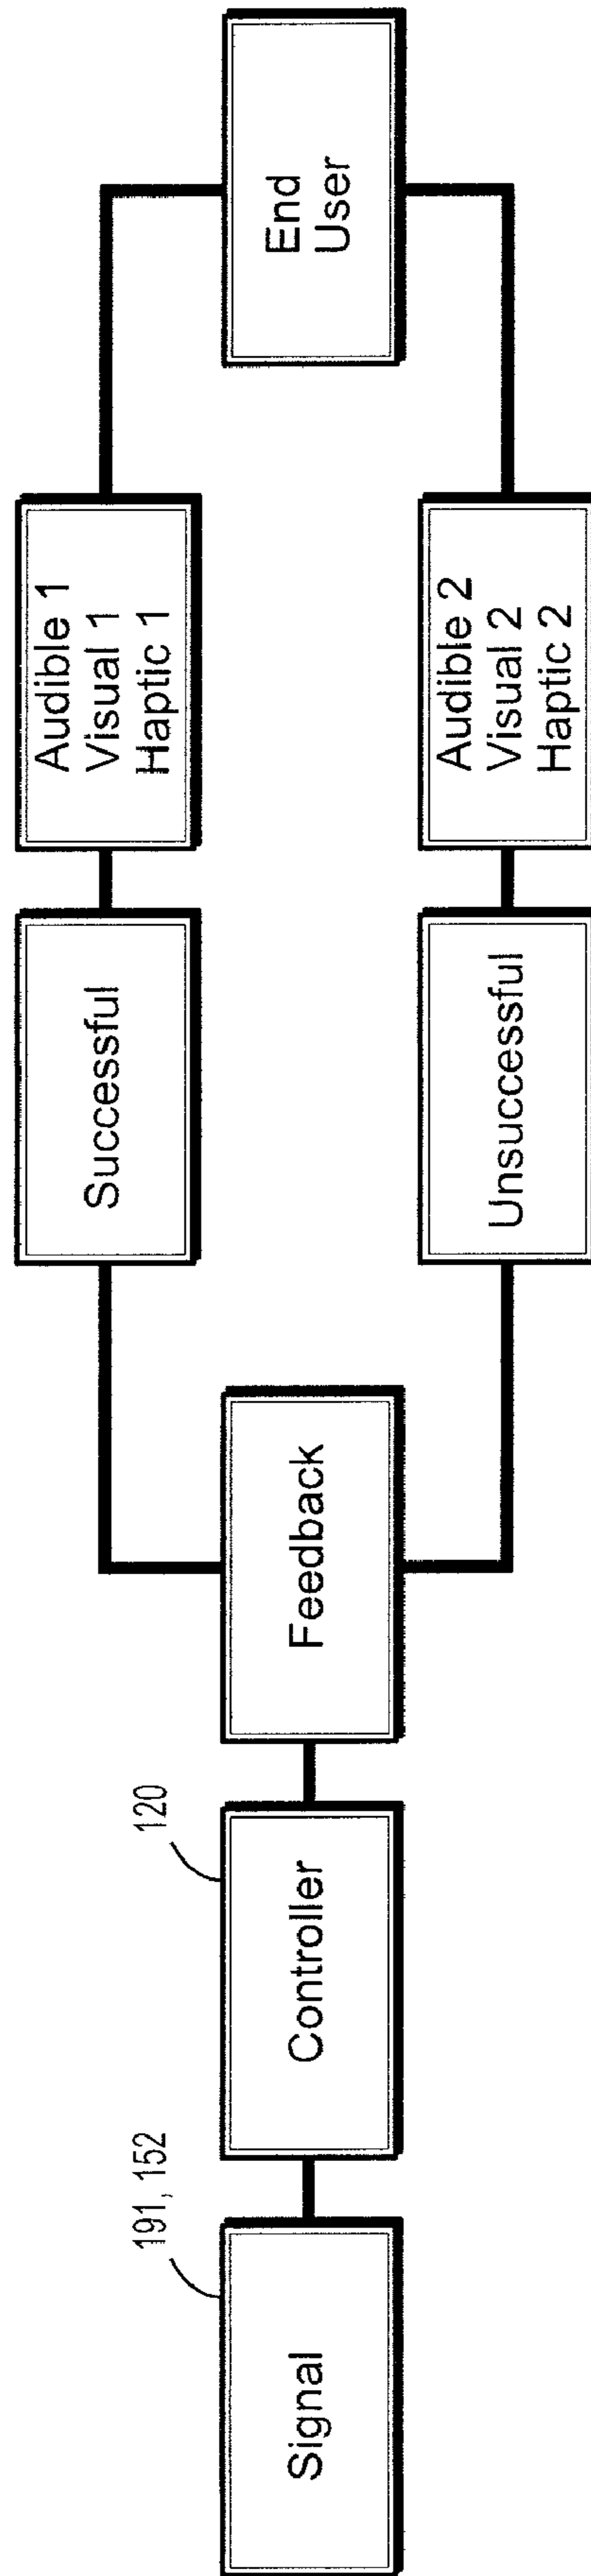 191, 152
Signal
120
Controller
Feedback
Successful
Unsuccessful
Audible 1
Visual 1
Haptic 1
Audible 2
Visual 2
Haptic 2
End
User